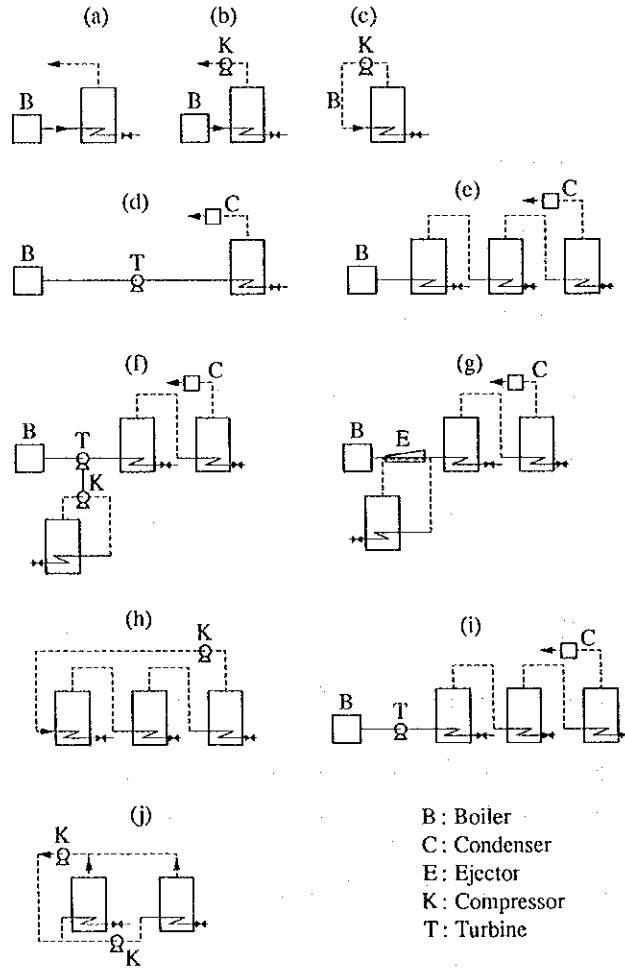 (a) (b) (c)
K K
B B B
(d) (e)
C C
B T B
(f) (g)
C C
B T B E
K
(h) (i)
K C
B T
(j)
K
K
B : Boiler
C : Condenser
E : Ejector
K : Compressor
T : Turbine